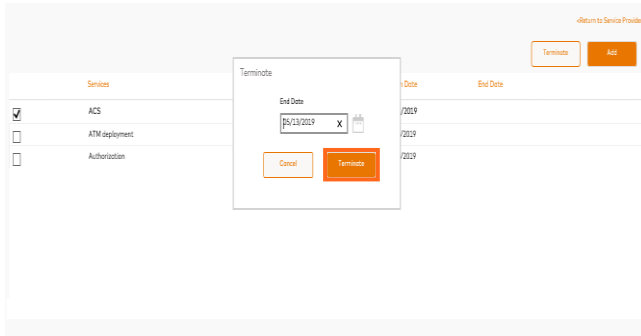 <Return to Service Provide
Terminate Add
Services Date End Date
Terminate
End Date
05/13/2019 x
Cancel Terminate
ACS /2019
ATM deployment /2019
Authorization /2019